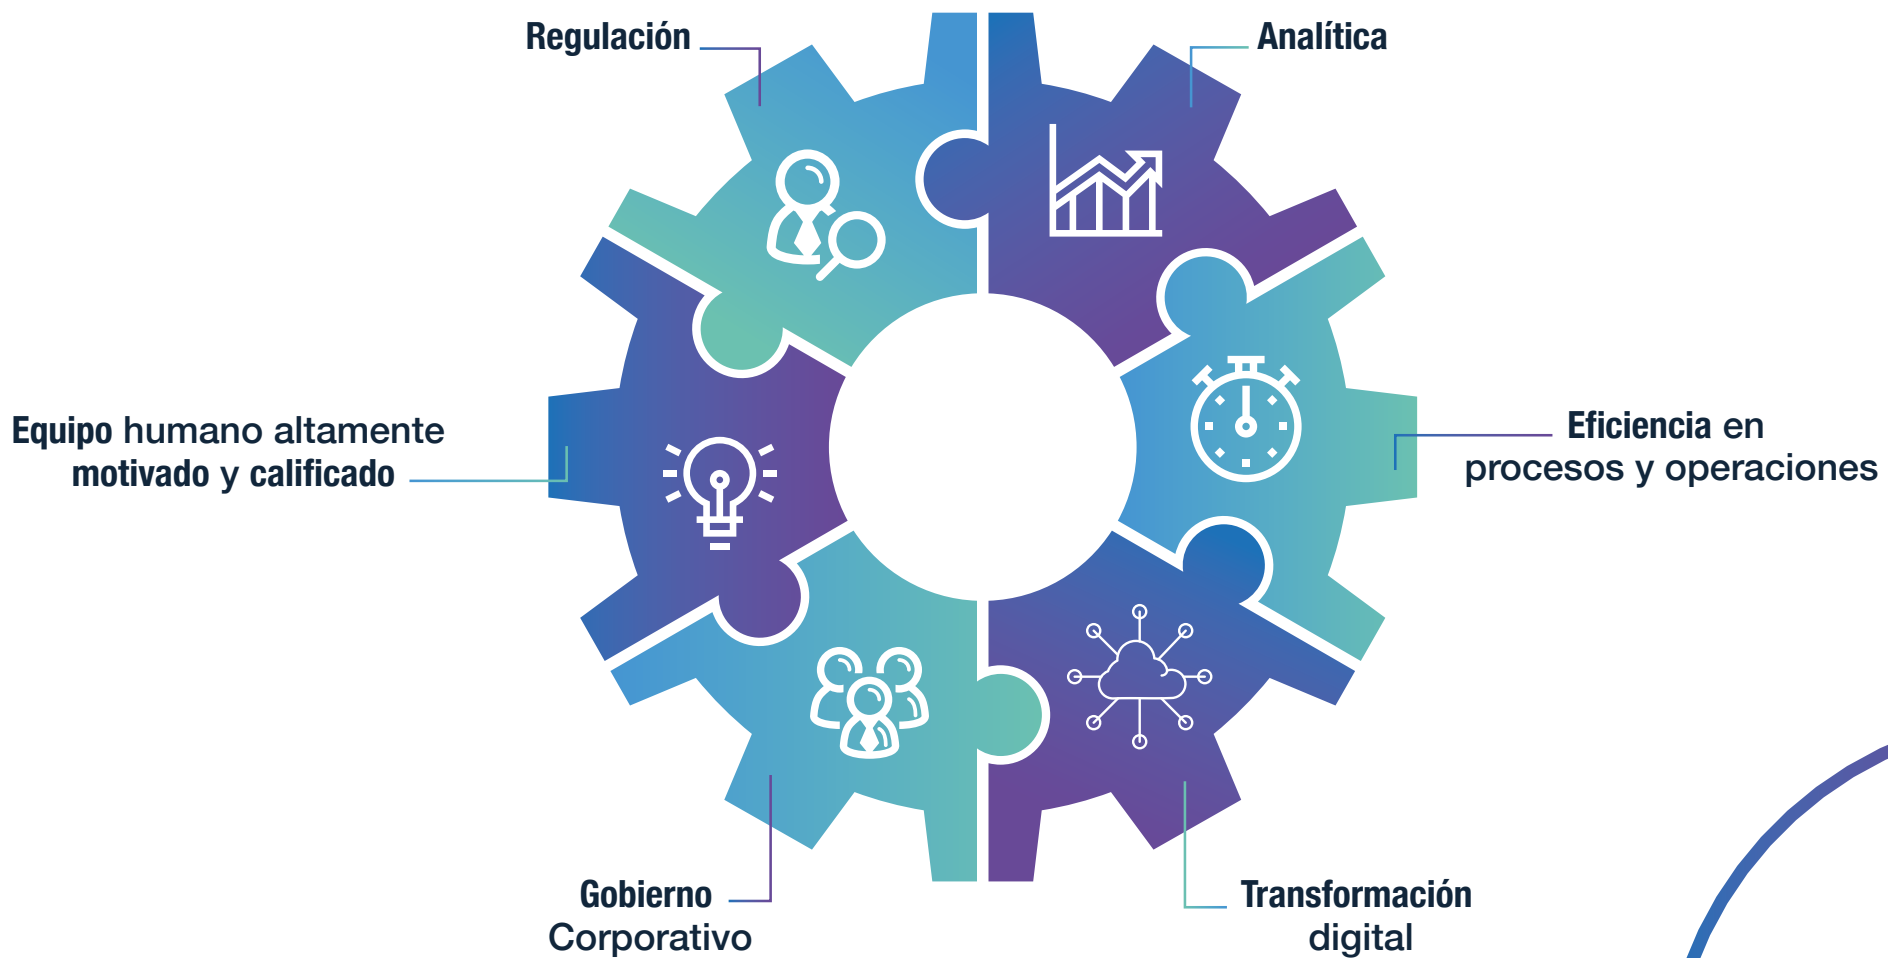 Regulación
Analítica
Equipo humano altamente
motivado y calificado
Eficiencia en
procesos y operaciones
Gobierno
Corporativo
Transformación
digital